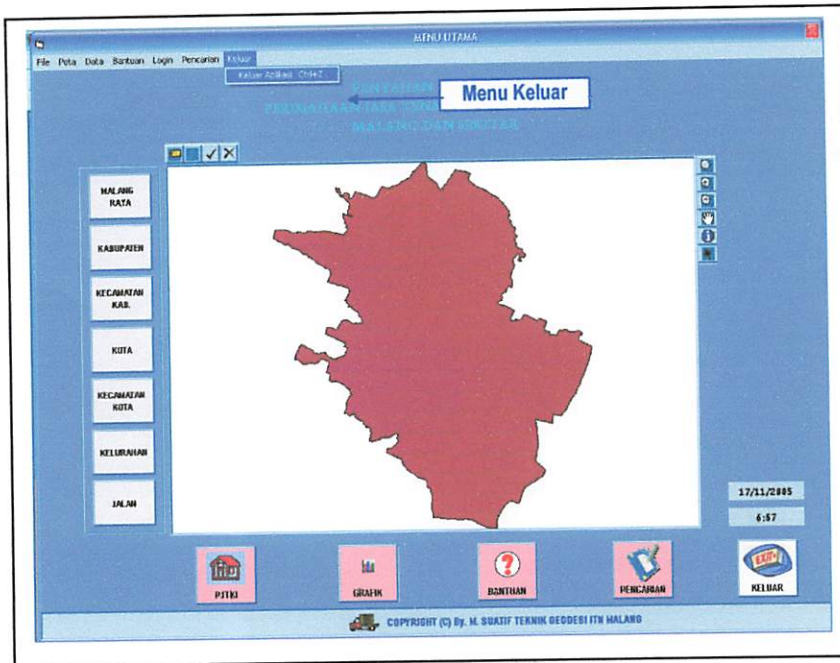 MENU UTAMA
File Peta Data Bantuan Login Pencarian Keluar
Keluar Aplikasi Ctrl+Z
Menu Keluar
MALANG DAN SEKITAR
MALANG
RAYA
KABUPATEN
KECAMATAN
KAB.
KOTA
KECAMATAN
KOTA
KELURAHAN
JALAN
17/11/2005
6:57
PJTKI
GRAFIK
BANTUAN
PENCARIAN
EXIT
KELUAR
COPYRIGHT (C) By. M. SUATIF TEKNIK GEODESI ITN MALANG